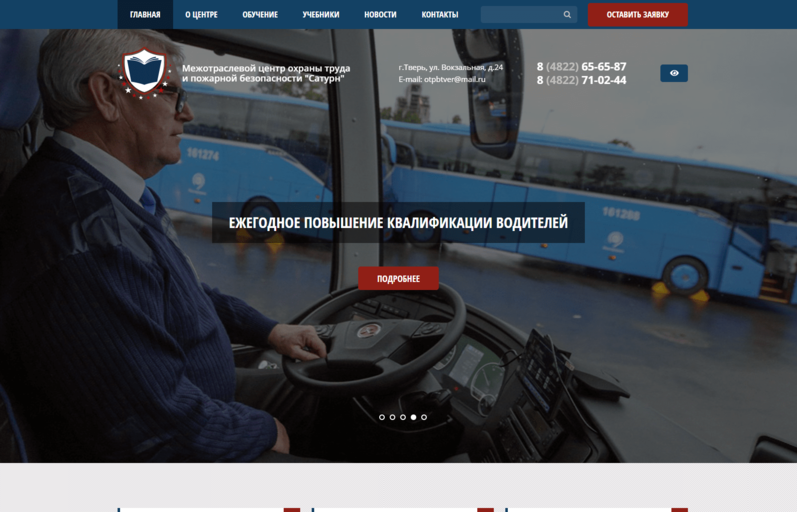 ГЛАВНАЯ О ЦЕНТРЕ ОБУЧЕНИЕ УЧЕБНИКИ НОВОСТИ КОНТАКТЫ ОСТАВИТЬ ЗАЯВКУ
Межотраслевой центр охраны труда
и пожарной безопасности "Сатурн"
г.Тверь, ул. Вокзальная, д.24
E-mail: otpbtver@mail.ru
8 (4822) 65-65-87
8 (4822) 71-02-44
161274
161288
ЕЖЕГОДНОЕ ПОВЫШЕНИЕ КВАЛИФИКАЦИИ ВОДИТЕЛЕЙ
ПОДРОБНЕЕ